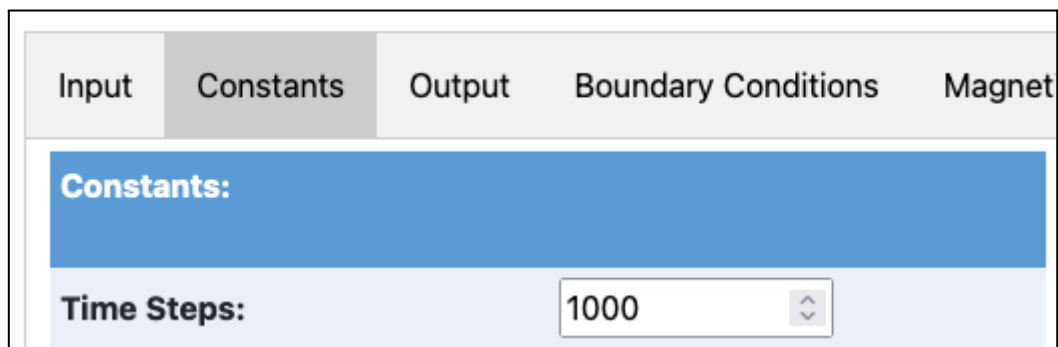 Input Constants Output Boundary Conditions Magnet
Constants:
Time Steps: 1000